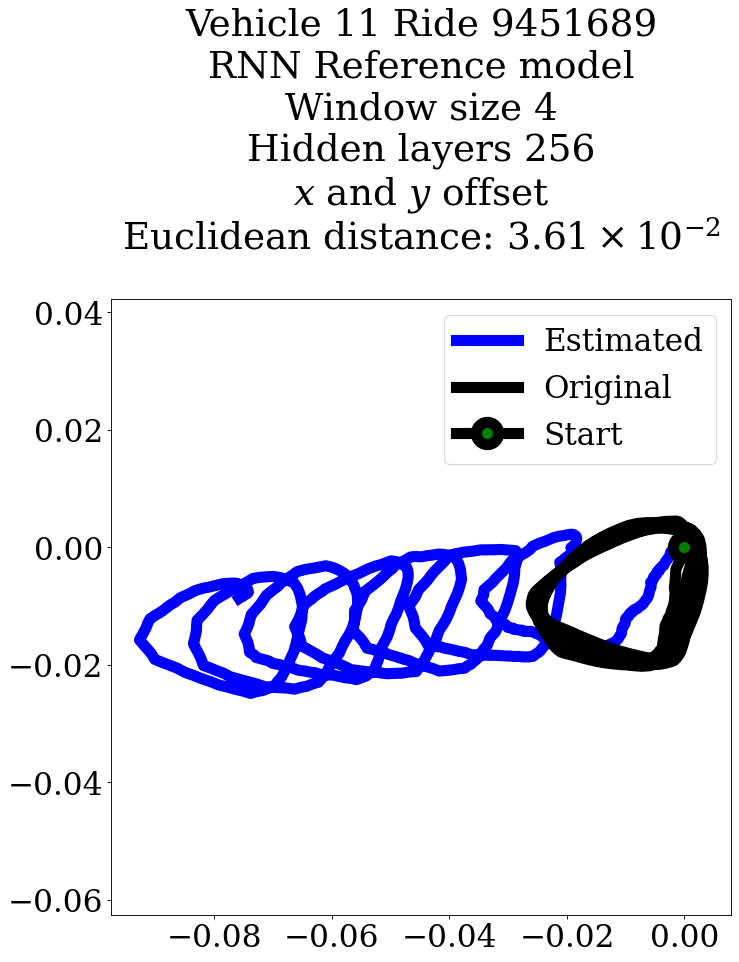 Vehicle 11 Ride 9451689
RNN Reference model
Window size 4
Hidden layers 256
x and y offset
Euclidean distance: 3.61 × 10⁻²
0.04
0.02
0.00
−0.02
−0.04
−0.06
Estimated
Original
Start
−0.08 −0.06 −0.04 −0.02 0.00